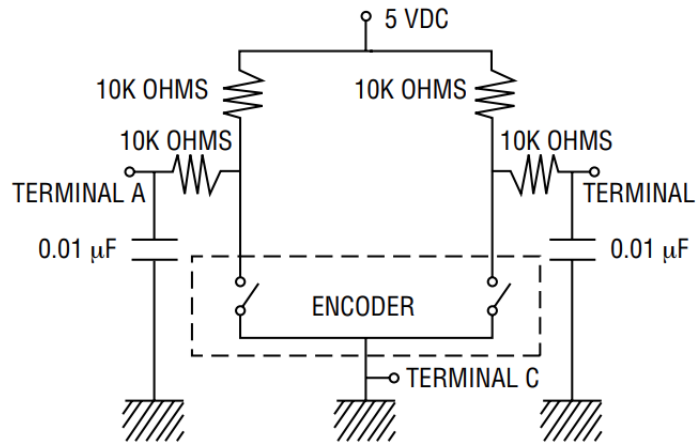 5 VDC
10K OHMS
10K OHMS
10K OHMS
10K OHMS
TERMINAL A
TERMINAL
0.01 μF
0.01 μF
ENCODER
TERMINAL C